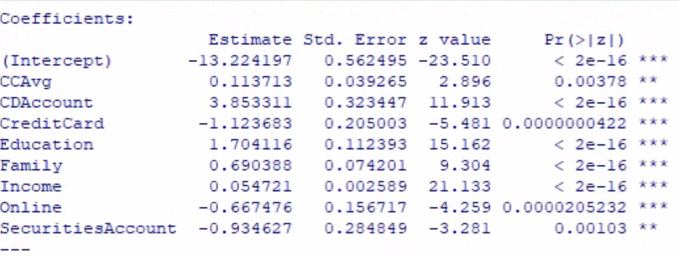 Coefficients:
Estimate Std. Error z value Pr(>|z|)
(Intercept) -13.224197 0.562495 -23.510 < 2e-16 ***
CCAvg 0.113713 0.039265 2.896 0.00378 **
CDAccount 3.853311 0.323447 11.913 < 2e-16 ***
CreditCard -1.123683 0.205003 -5.481 0.0000000422 ***
Education 1.704116 0.112393 15.162 < 2e-16 ***
Family 0.690388 0.074201 9.304 < 2e-16 ***
Income 0.054721 0.002589 21.133 < 2e-16 ***
Online -0.667476 0.156717 -4.259 0.0000205232 ***
SecuritiesAccount -0.934627 0.284849 -3.281 0.00103 **
---